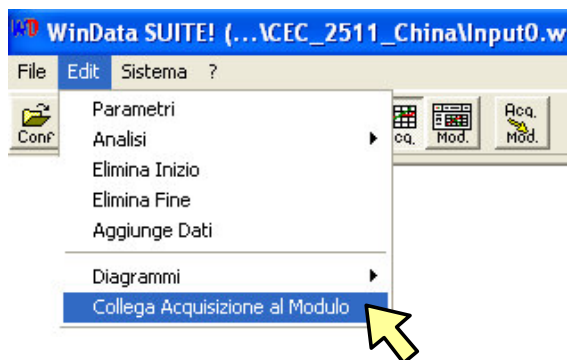 WinData SUITE! (...\CEC_2511_China\Input0.w
File Edit Sistema ?
Conf
cq.
Mod.
Acq.
Mod.
Parametri
Analisi
Elimina Inizio
Elimina Fine
Aggiunge Dati
Diagrammi
Collega Acquisizione al Modulo